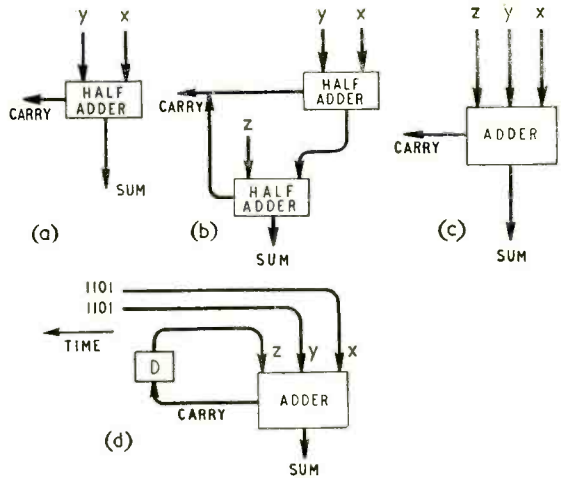 y x
HALF
ADDER
CARRY
SUM
(a)
y x
HALF
ADDER
CARRY
z
HALF
ADDER
SUM
(b)
z y x
ADDER
CARRY
SUM
(c)
1101
1101
TIME
z y x
D
ADDER
CARRY
SUM
(d)